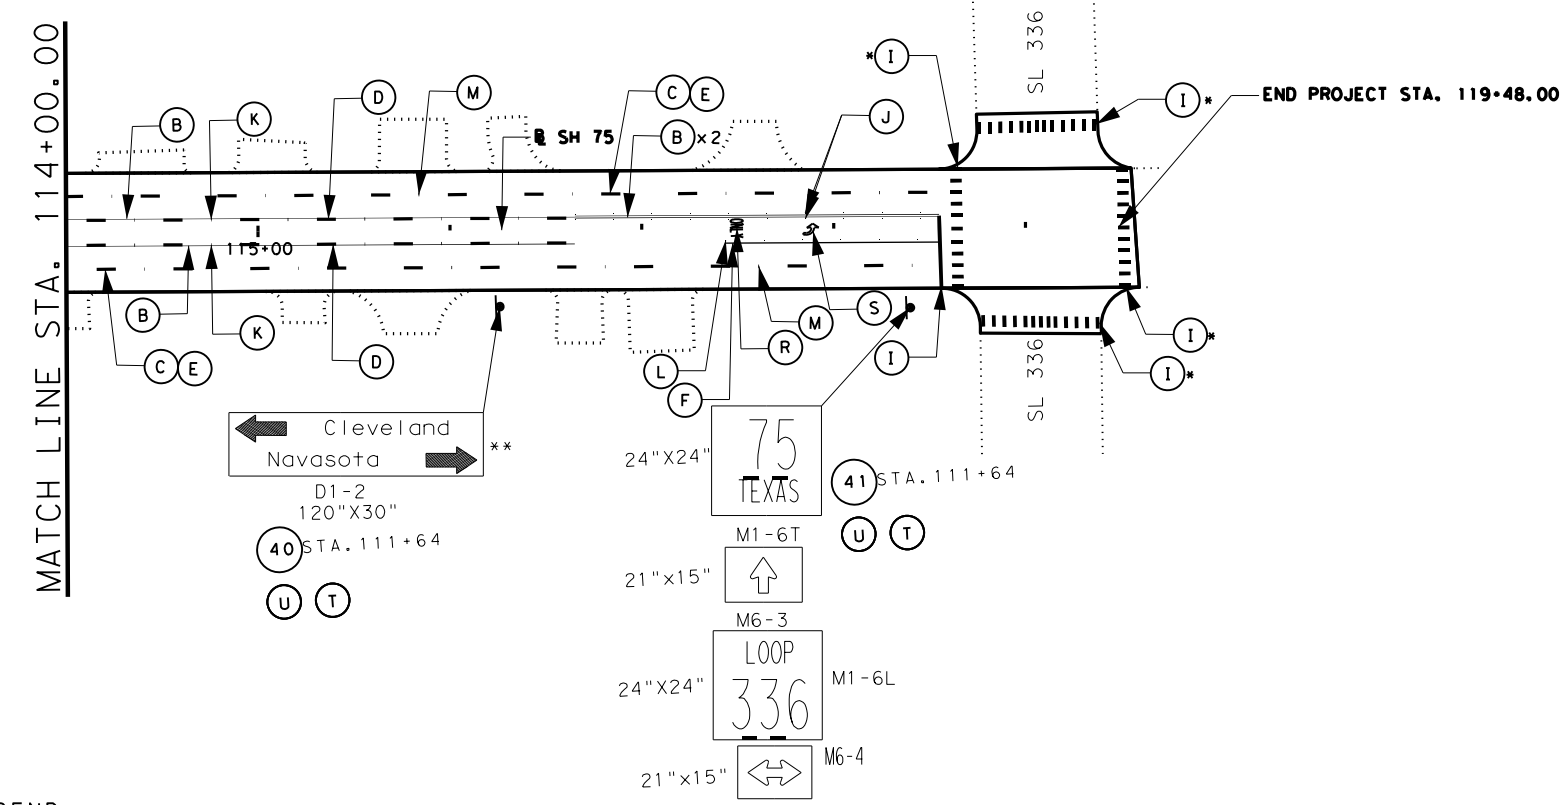 MATCH LINE STA. 114+00.00
SL 336
*I
I*
END PROJECT STA. 119+48.00
B
K
D
M
C E
J
SH 75
B x2
115+00
B
K
D
C E
L
F
R
M
S
I
I*
I*
SL 336
Cleveland
Navasota
**
D1-2
120"X30"
40 STA.111+64
U T
75
TEXAS
24"X24"
41 STA.111+64
U T
M1-6T
21"x15"
M6-3
LOOP
336
24"X24"
M1-6L
21"x15"
M6-4